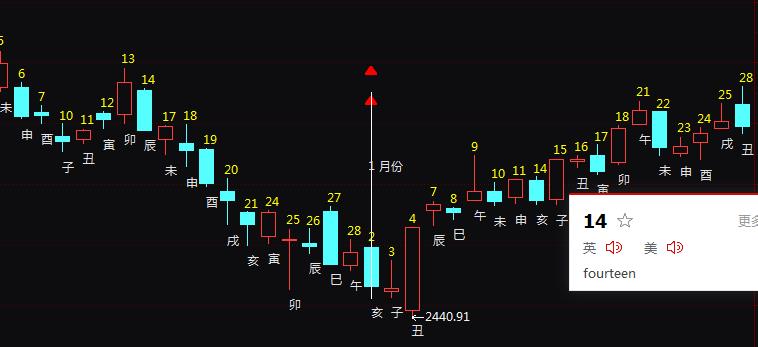 未
6
申
7
酉
10
子
11
丑
12
寅
13
卯
14
辰
17
未
18
申
19
酉
20
戌
21
亥
24
寅
25
卯
26
辰
27
巳
28
午
1 月份
2
亥
3
子
4
2440.91
丑
7
辰
8
巳
9
午
10
未
11
申
14
亥
15
子
16
丑
17
寅
18
卯
21
午
22
未
23
申
24
酉
25
戌
28
丑
14 更多
英 美
fourteen